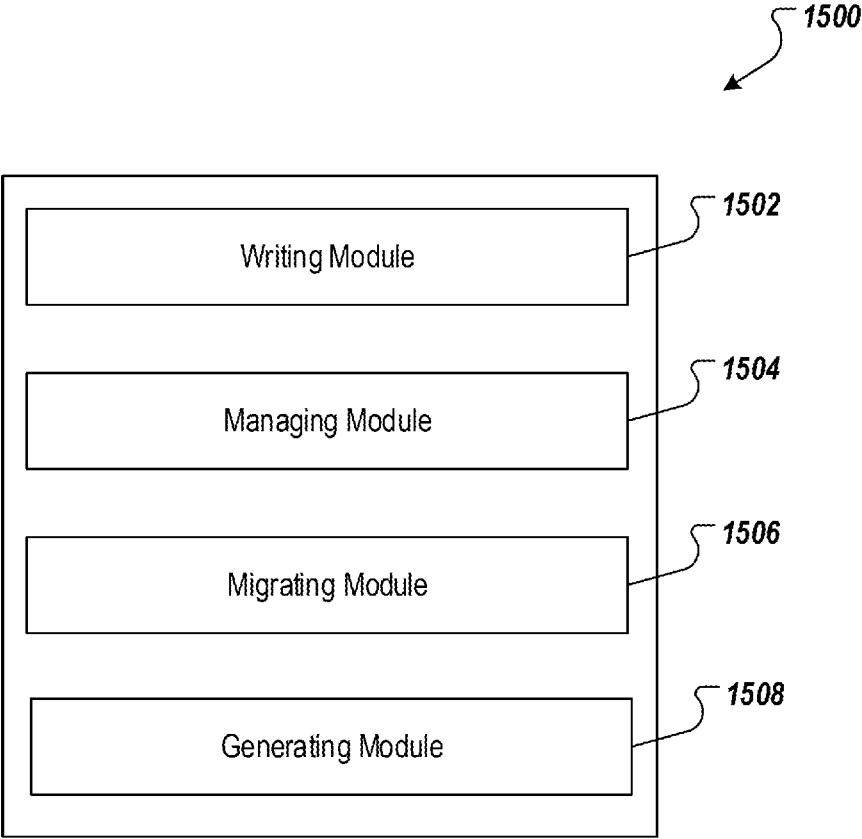 1500
1502
Writing Module
1504
Managing Module
1506
Migrating Module
1508
Generating Module